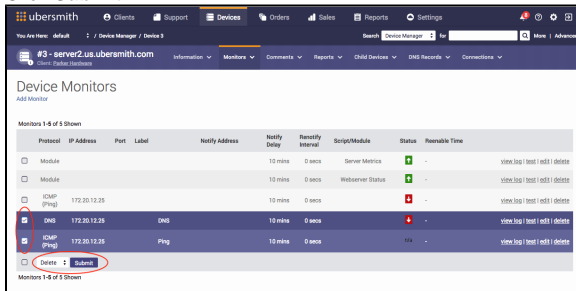 ubersmith Clients Support Devices Orders Sales Reports Settings
You Are Here: default / Device Manager / Device 3 Search Device Manager for More | Advanced
#3 - server2.us.ubersmith.com
Client: Parker Hardware
Information Monitors Comments Reports Child Devices DNS Records Connections
Device Monitors
Add Monitor
Monitors 1-5 of 5 Shown
Protocol IP Address Port Label Notify Address Notify Delay Renotify Interval Script/Module Status Reenable Time
Module 10 mins 0 secs Server Metrics - view log | test | edit | delete
Module 10 mins 0 secs Webserver Status - view log | test | edit | delete
ICMP (Ping) 172.20.12.25 10 mins 0 secs - view log | test | edit | delete
DNS 172.20.12.25 DNS 10 mins 0 secs - view log | test | edit | delete
ICMP (Ping) 172.20.12.25 Ping 10 mins 0 secs - view log | test | edit | delete
Delete Submit
Monitors 1-5 of 5 Shown